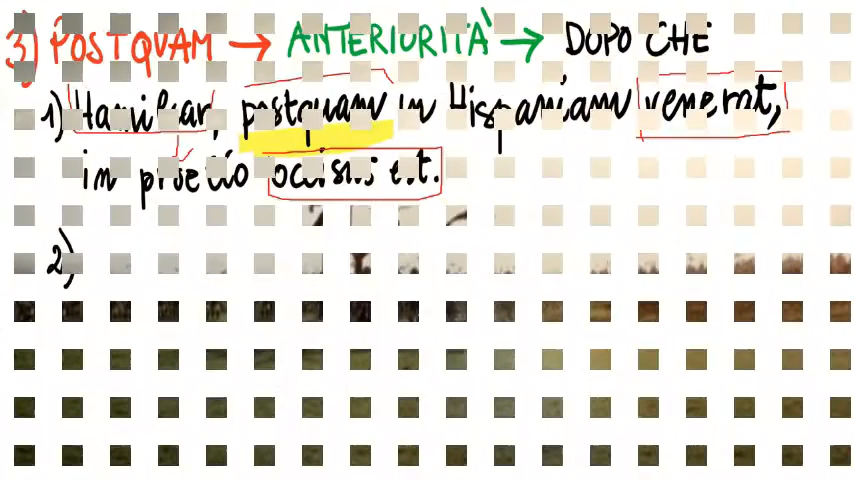 3) POSTQUAM → ANTERIORITÀ → DOPO CHE
1) Hamilcar, postquam in Hispaniam venerat,
in proelio occisus est.
2)